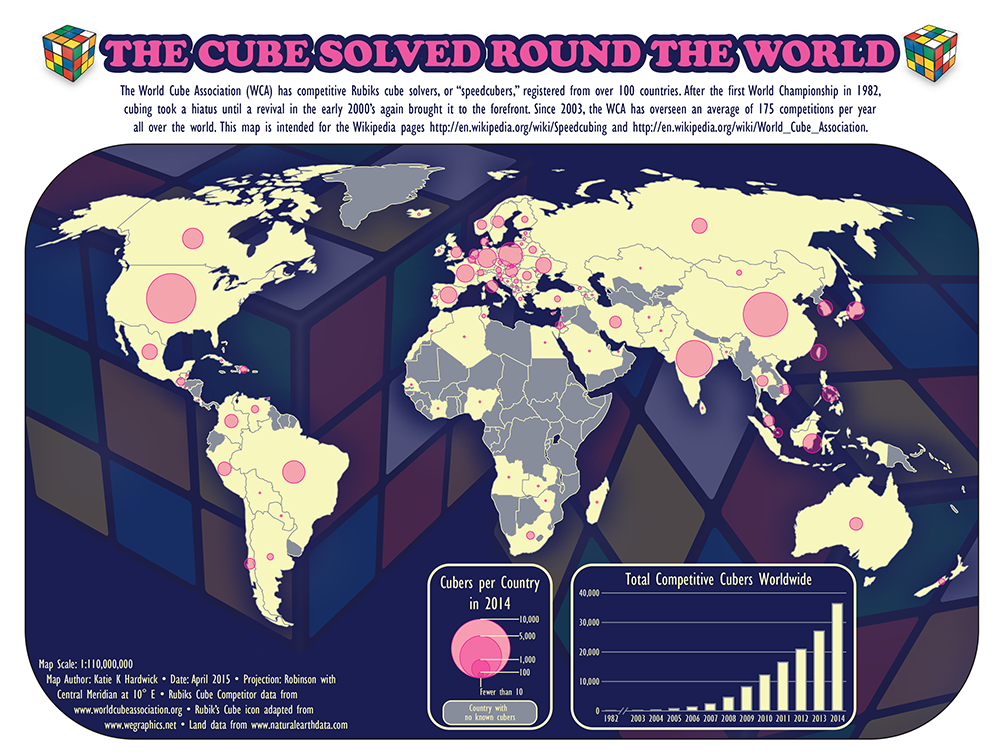 THE CUBE SOLVED ROUND THE WORLD
The World Cube Association (WCA) has competitive Rubiks cube solvers, or “speedcubers,” registered from over 100 countries. After the first World Championship in 1982,
cubing took a hiatus until a revival in the early 2000's again brought it to the forefront. Since 2003, the WCA has overseen an average of 175 competitions per year
all over the world. This map is intended for the Wikipedia pages http://en.wikipedia.org/wiki/Speedcubing and http://en.wikipedia.org/wiki/World_Cube_Association.
Cubers per Country
in 2014
10,000
5,000
1,000
100
Fewer than 10
Country with
no known cubers
Total Competitive Cubers Worldwide
40,000
30,000
20,000
10,000
0
1982 2003 2004 2005 2006 2007 2008 2009 2010 2011 2012 2013 2014
Map Scale: 1:110,000,000
Map Author: Katie K Hardwick • Date: April 2015 • Projection: Robinson with
Central Meridian at 10° E • Rubiks Cube Competitor data from
www.worldcubeassociation.org • Rubik's Cube icon adapted from
www.wegraphics.net • Land data from www.naturalearthdata.com